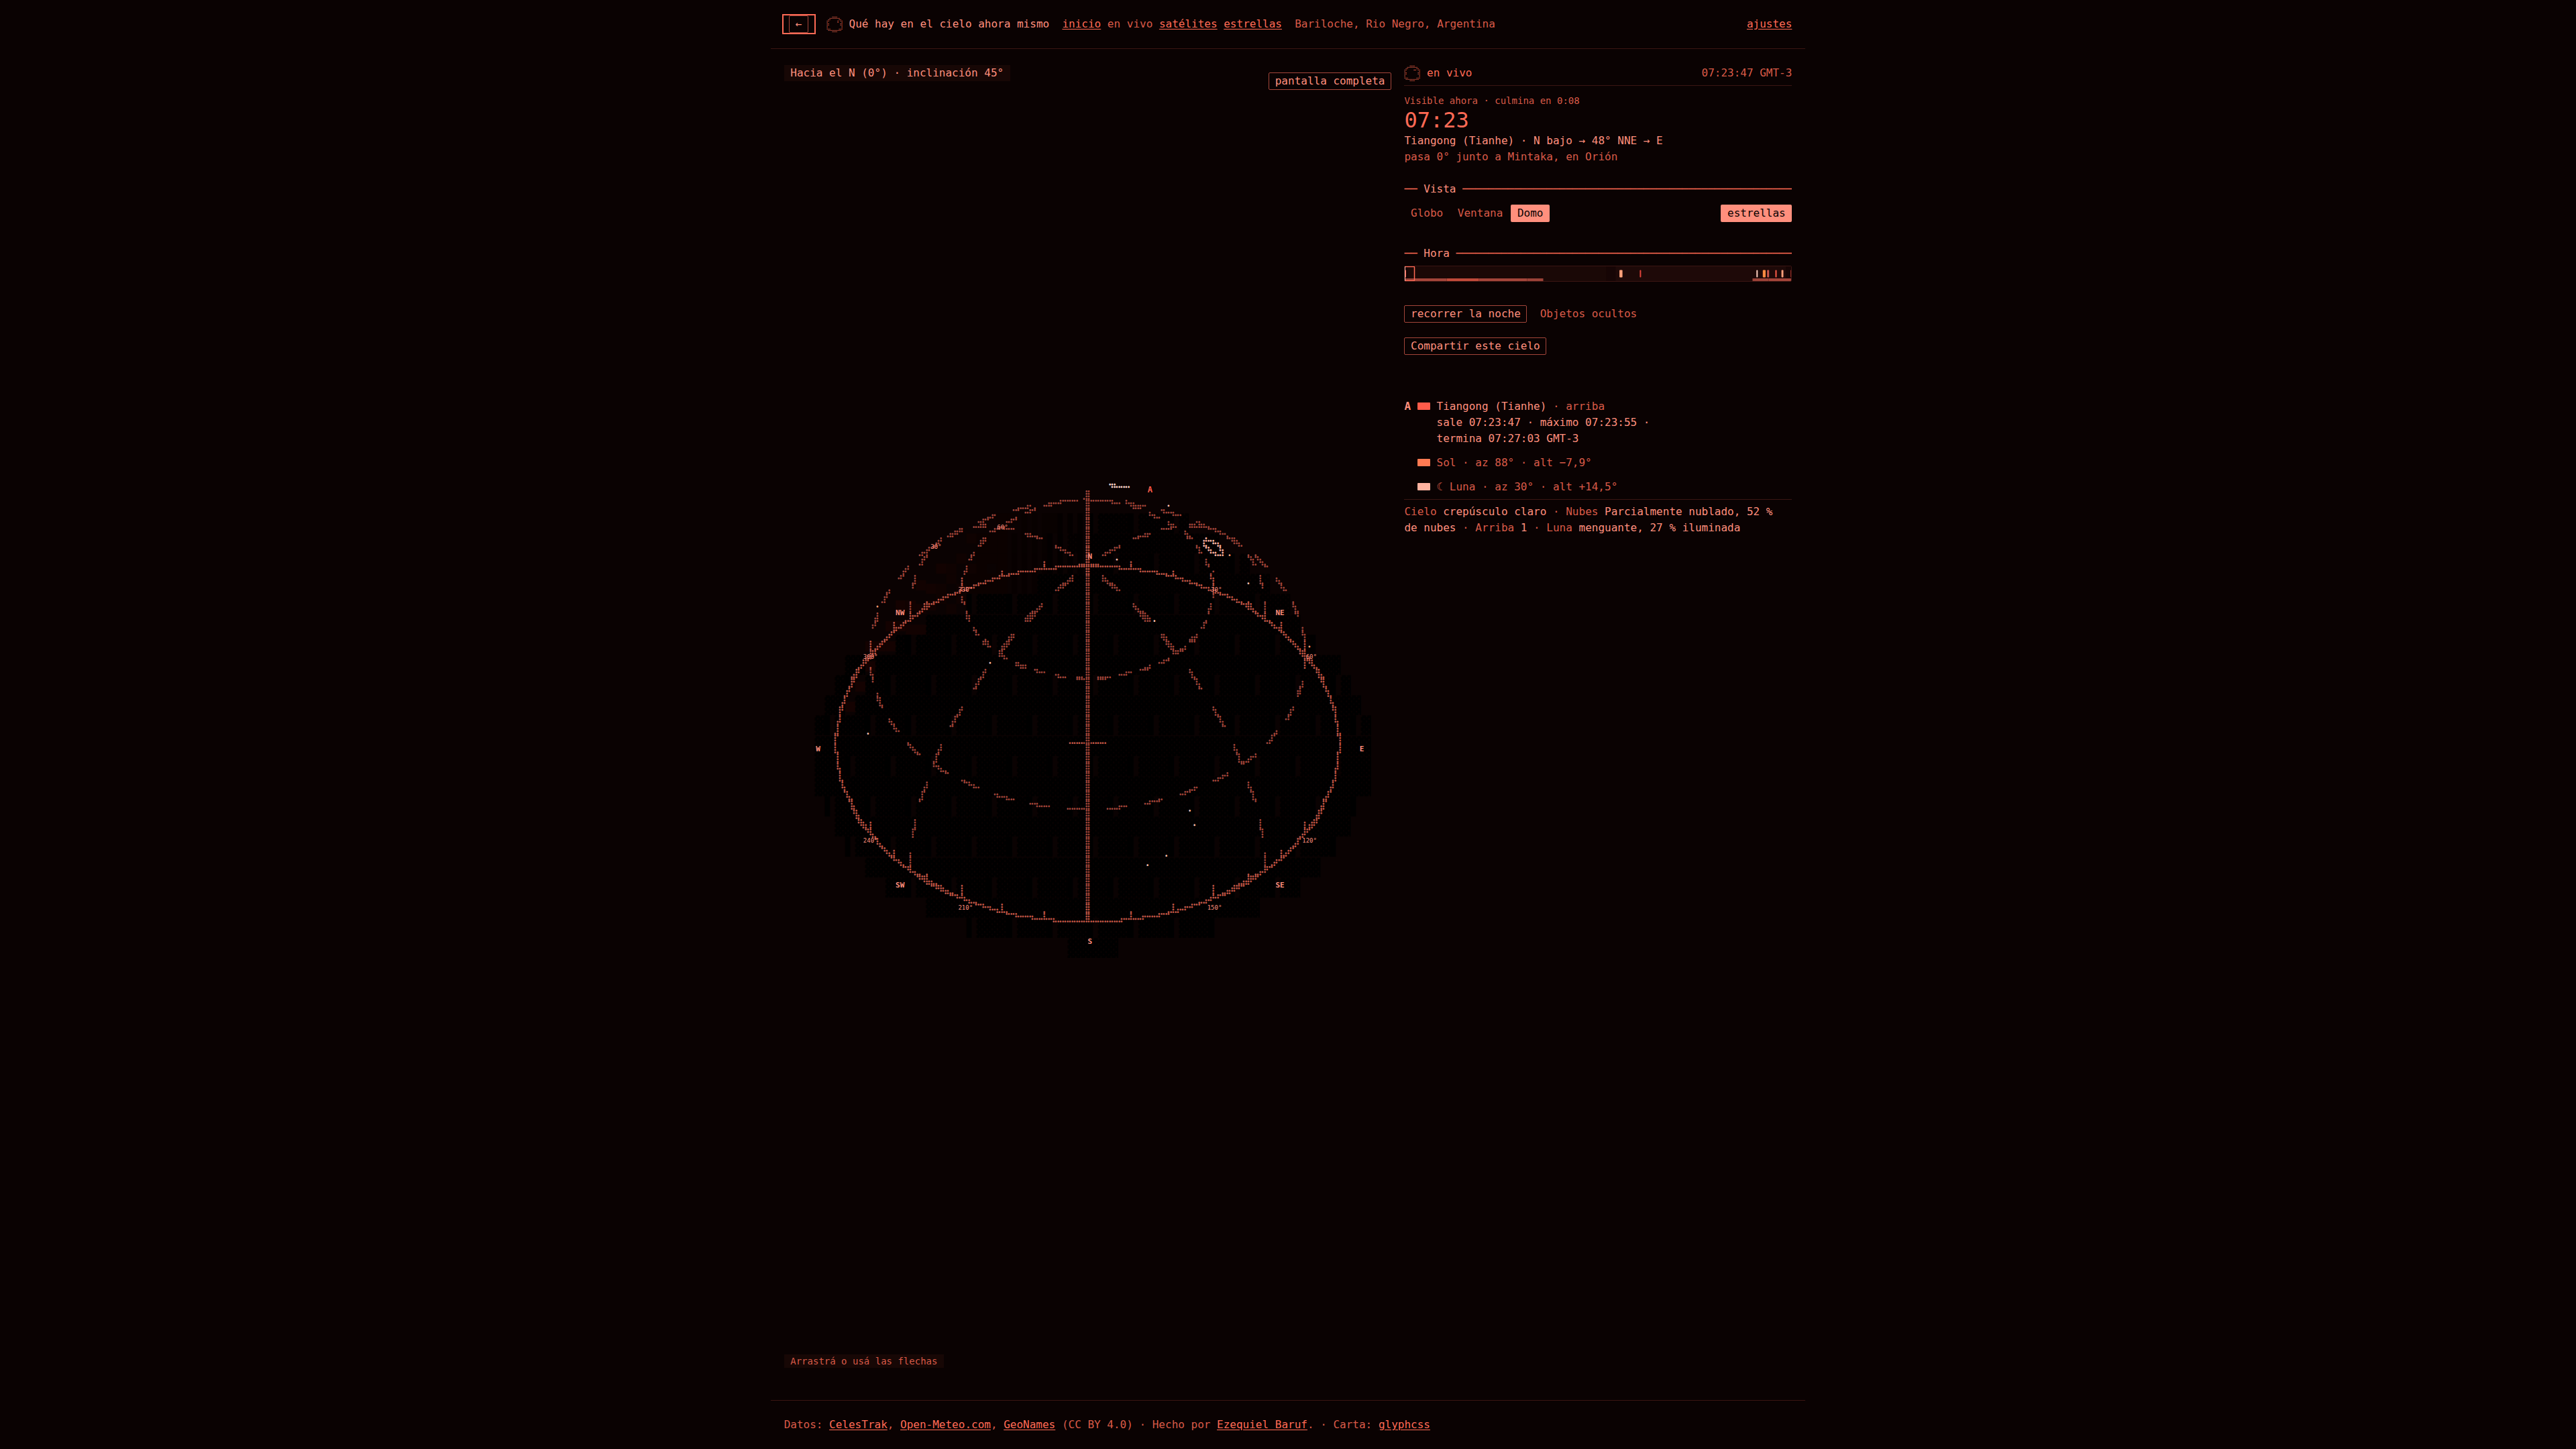 ← Qué hay en el cielo ahora mismo inicio en vivo satélites estrellas Bariloche, Rio Negro, Argentina ajustes
Hacia el N (0°) · inclinación 45°
pantalla completa
en vivo 07:23:47 GMT-3
Visible ahora · culmina en 0:08
07:23
Tiangong (Tianhe) · N bajo → 48° NNE → E
pasa 0° junto a Mintaka, en Orión
Vista
Globo Ventana Domo estrellas
Hora
recorrer la noche Objetos ocultos
Compartir este cielo
A Tiangong (Tianhe) · arriba
sale 07:23:47 · máximo 07:23:55 ·
termina 07:27:03 GMT-3
Sol · az 88° · alt −7,9°
☾ Luna · az 30° · alt +14,5°
Cielo crepúsculo claro · Nubes Parcialmente nublado, 52 %
de nubes · Arriba 1 · Luna menguante, 27 % iluminada
A
N
NW
NE
W
E
240°
120°
SW
SE
210°
150°
S
Arrastrá o usá las flechas
Datos: CelesTrak, Open-Meteo.com, GeoNames (CC BY 4.0) · Hecho por Ezequiel Baruf. · Carta: glyphcss